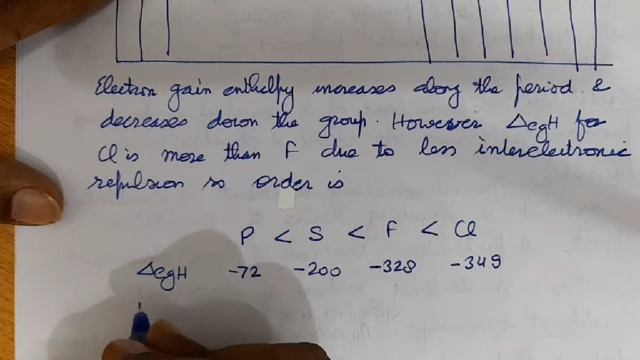 Electron gain enthalpy increases along the period &
decreases down the group. However ΔegH for
Cl is more than F due to less interelectronic
repulsion so order is
P < S < F < Cl
ΔegH -72 -200 -328 -349